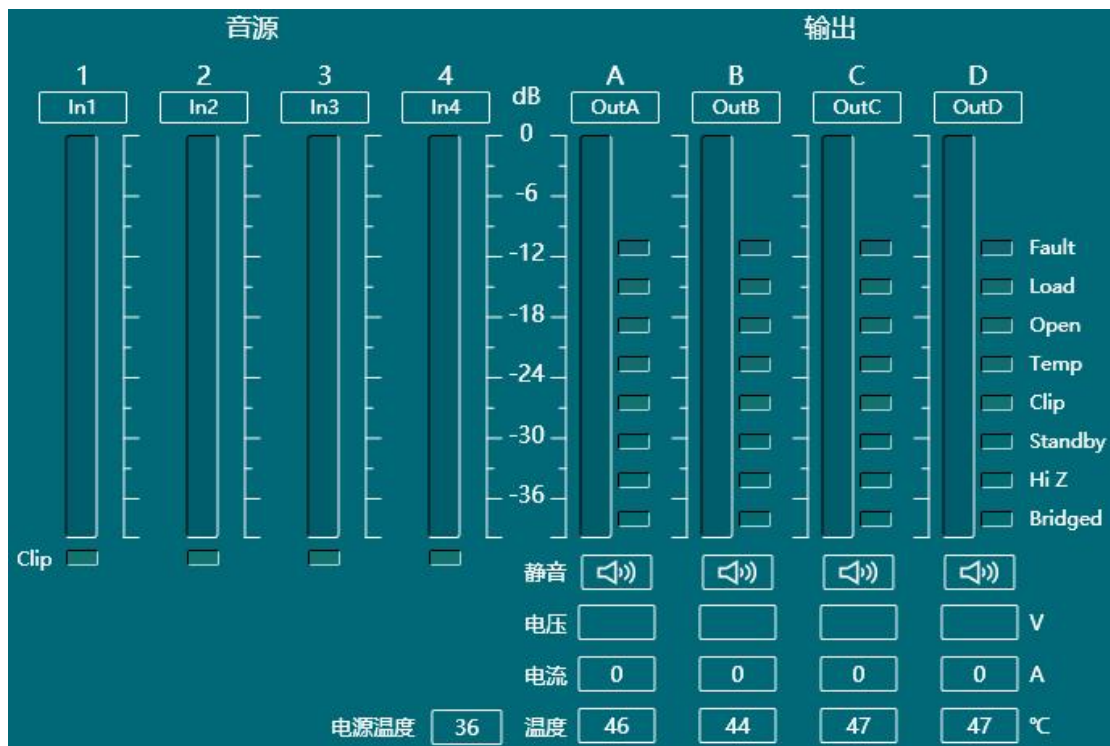 音源 输出
1 2 3 4 A B C D
In1 In2 In3 In4 dB OutA OutB OutC OutD
0
-6
-12 Fault
Load
-18 Open
-24 Temp
Clip
-30 Standby
Hi Z
-36 Bridged
Clip
静音
电压 V
电流 0 0 0 0 A
电源温度 36 温度 46 44 47 47 ℃